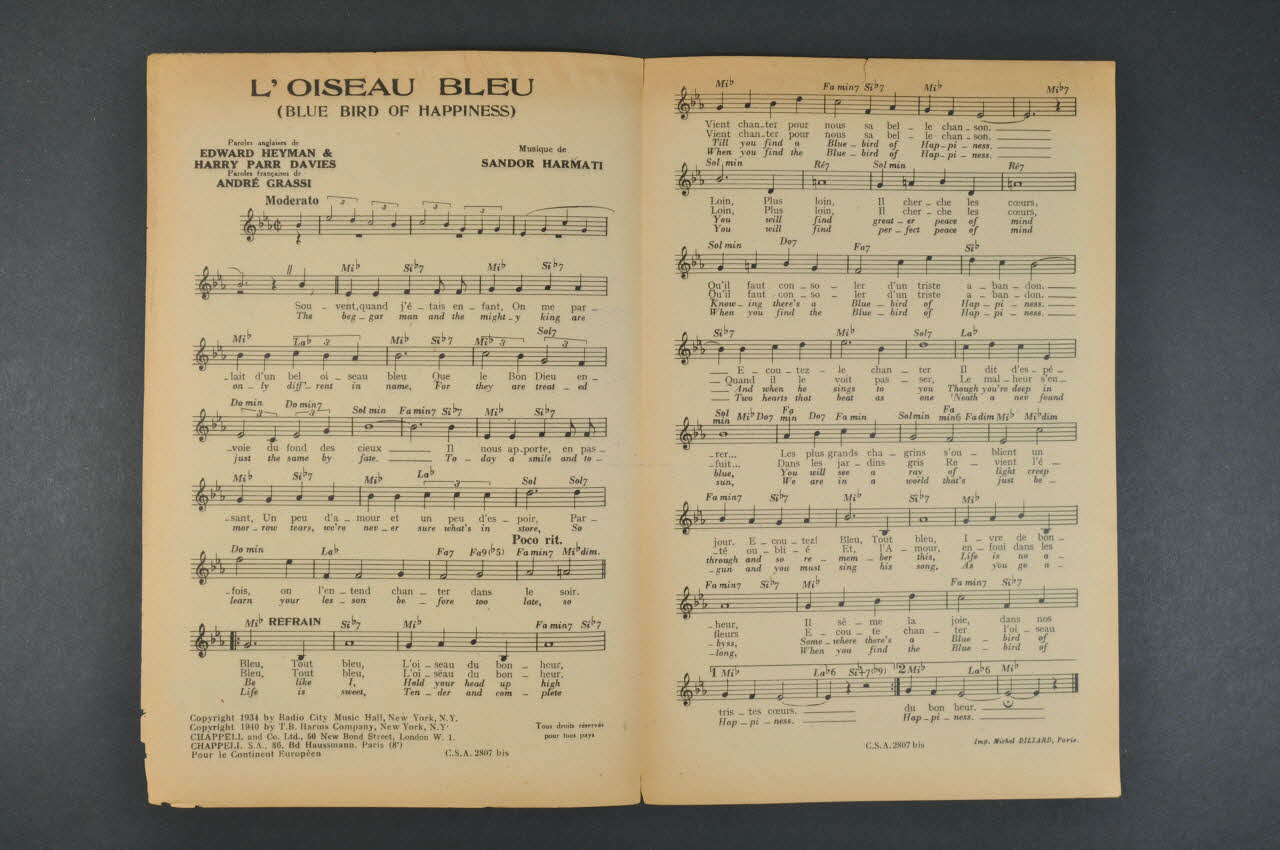 L'OISEAU BLEU
(BLUE BIRD OF HAPPINESS)
Paroles anglaises de
EDWARD HEYMAN &
HARRY PARR DAVIES
Paroles françaises de
ANDRÉ GRASSI
Musique de
SANDOR HARMATI
Moderato
3 3 3 3
Mi♭ Si♭7 Mi♭ Si♭7
Sou - vent, quand j'é - tais en - fant, On me par -
The beg - gar man and the might - y king are
Mi♭ La♭ 3 Mi♭ Si♭7 Mi♭ 3 Sol7 3
- lait d'un bel oi - seau bleu Que le Bon Dieu en -
on - ly diff'- rent in name, For they are treat - ed
Do min Do min7 Sol min Fa min7 Si♭7 Mi♭ Si♭7
3 3
- voie du fond des cieux Il nous ap-porte, en pas -
just the same by fate. To - day a smile and to -
Mi♭ Si♭7 Mi♭ La♭ Sol Sol7
3 3
- sant, Un peu d'a - mour et un peu d'es - poir, Par -
mor - row tears, we're nev - er sure what's in store, So
Poco rit.
Do min La♭ Fa7 Fa9(♭5) Fa min7 Mi♭dim.
- fois, on l'en - tend chan - ter dans le soir.
learn your les - son be - fore too late, so
Mi♭ REFRAIN Si♭7 Mi♭ Fa min7 Si♭7
Bleu, Tout bleu, L'oi - seau du bon - heur,
Bleu, Tout bleu, L'oi - seau du bon - heur,
Be like I, Hold your head up high
Life is sweet, Ten - der and com - plete
Copyright 1934 by Radio City Music Hall, New York, N.Y.
Copyright 1940 by T.B. Harms Company, New York, N.Y.
CHAPPELL and Co. Ltd., 50 New Bond Street, London W. 1.
CHAPPELL S.A., 86, Bd Haussmann. Paris (8e)
Pour le Continent Européen
Tous droits réservés
pour tous pays
C.S.A. 2807 bis
Mi♭ Fa min7 Si♭7 Mi♭ Mi♭7
Vient chan-ter pour nous sa bel - le chan - son.
Vient chan-ter pour nous sa bel - le chan - son.
Till you find a Blue - bird of Hap - pi - ness.
When you find the Blue - bird of Hap - pi - ness.
Sol min Ré7 Sol min Ré7
Loin, Plus loin, Il cher - che les cœurs,
Loin, Plus loin, Il cher - che les cœurs,
You will find great - er peace of mind
You will find per - fect peace of mind
Sol min Do7 Fa7 Si♭
Qu'il faut con - so - ler d'un triste a - ban - don.
Qu'il faut con - so - ler d'un triste a - ban - don.
Know - ing there's a Blue - bird of Hap - pi - ness.
When you find the Blue - bird of Hap - pi - ness.
Si♭7 Mi♭ Sol7 La♭
E - cou - tez - le chan - ter Il dit d'es - pé -
Quand il le voit pas - ser, Le mal - heur s'en -
And when he sings to you Though you're deep in
Two hearts that beat as one 'Neath a new found
Sol min Mi♭ Do7 Fa min Do7 Fa min Sol min Fa min6 Fa dim Mi♭ Mi♭dim
- rer... Les plus grands cha - grins s'ou - blient un
- fuit... Dans les jar - dins gris Re - vient l'é -
blue, You will see a ray of light creep
sun, We are in a world that's just be -
Fa min7 Si♭7 Mi♭ Si♭7 Mi♭
jour. E - cou - tez! Bleu, Tout bleu, I - vre de bon -
- té ou - bli - é Et, l'A - mour, en - foui dans les
through and so re - mem - ber this, Life is no a -
- gun and you must sing his song, As you go a -
Fa min7 Si♭7 Mi♭ Fa min7 Si♭7
- heur, Il sè - me la joie, dans nos
fleurs E - cou - te chan - ter l'oi - seau
- byss, Some - where there's a Blue - bird of
- long, When you find the Blue - bird of
1 Mi♭ La♭6 Si♭+7(♭9) 2 Mi♭ La♭6 Mi♭
tris - tes cœurs. du bon heur.
Hap - pi - ness. Hap - pi - ness.
C.S.A. 2807 bis
Imp. Michel DILLARD, Paris.